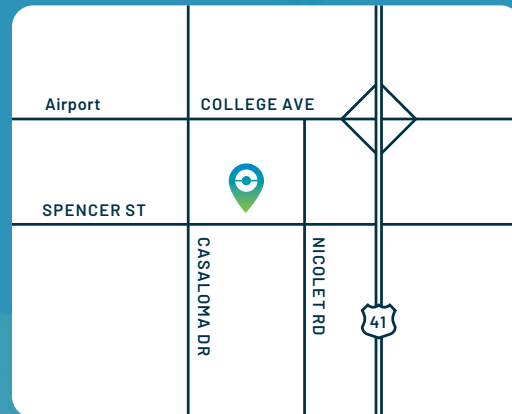 Airport
COLLEGE AVE
SPENCER ST
CASALOMA DR
NICOLET RD
41